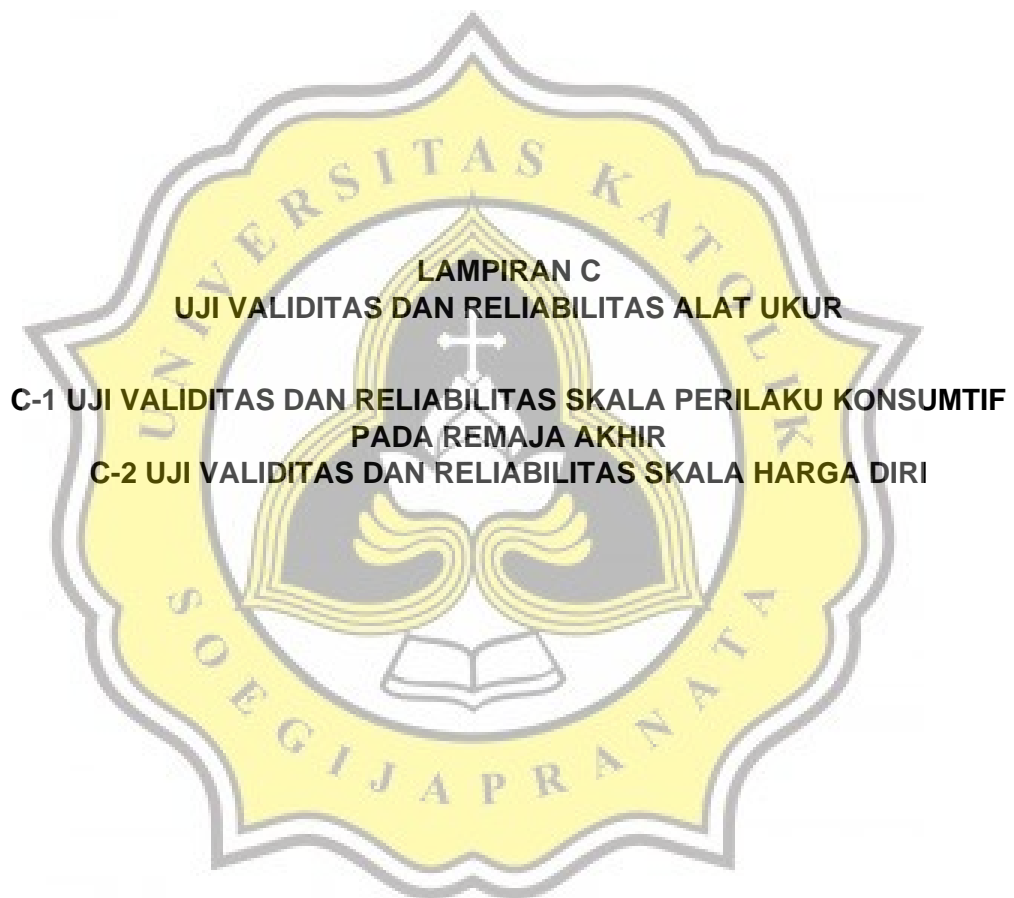 UNIVERSITAS KATOLIK
LAMPIRAN C
UJI VALIDITAS DAN RELIABILITAS ALAT UKUR
C-1 UJI VALIDITAS DAN RELIABILITAS SKALA PERILAKU KONSUMTIF
PADA REMAJA AKHIR
C-2 UJI VALIDITAS DAN RELIABILITAS SKALA HARGA DIRI
SOEGIJAPRANATA